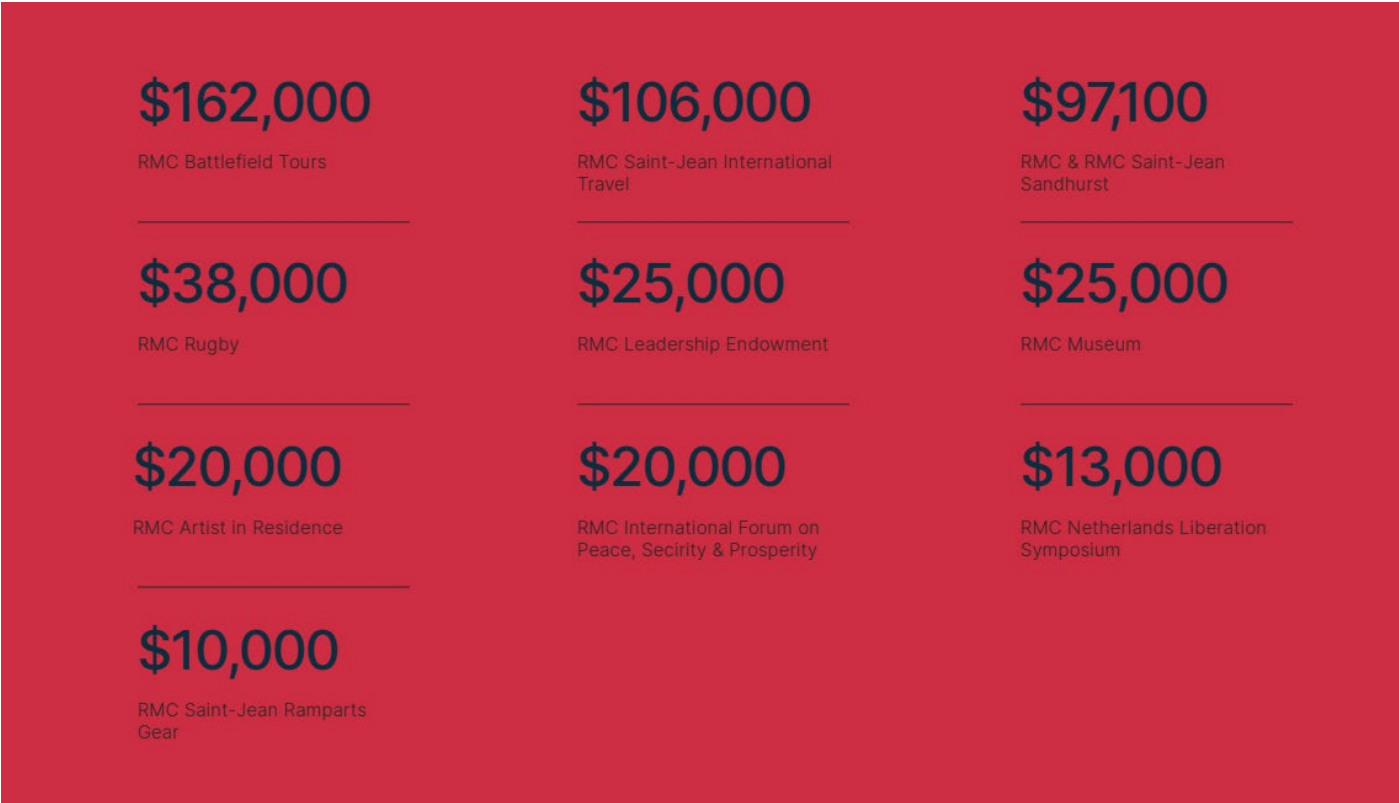 $162,000
RMC Battlefield Tours
$106,000
RMC Saint-Jean International
Travel
$97,100
RMC & RMC Saint-Jean
Sandhurst
$38,000
RMC Rugby
$25,000
RMC Leadership Endowment
$25,000
RMC Museum
$20,000
RMC Artist in Residence
$20,000
RMC International Forum on
Peace, Secirity & Prosperity
$13,000
RMC Netherlands Liberation
Symposium
$10,000
RMC Saint-Jean Ramparts
Gear